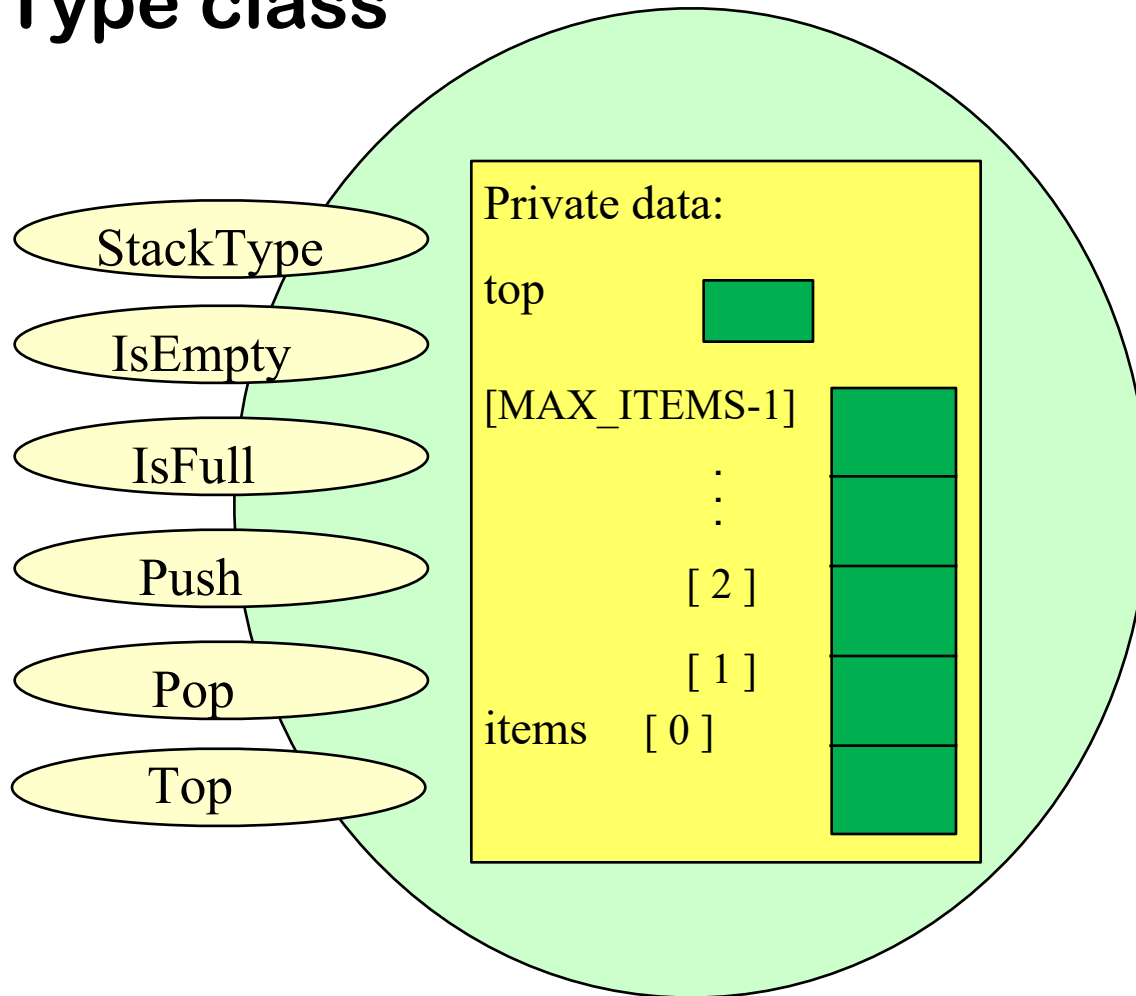 Type class
StackType
IsEmpty
IsFull
Push
Pop
Top
Private data:
top
[MAX_ITEMS-1]
.
.
.
[ 2 ]
[ 1 ]
items [ 0 ]